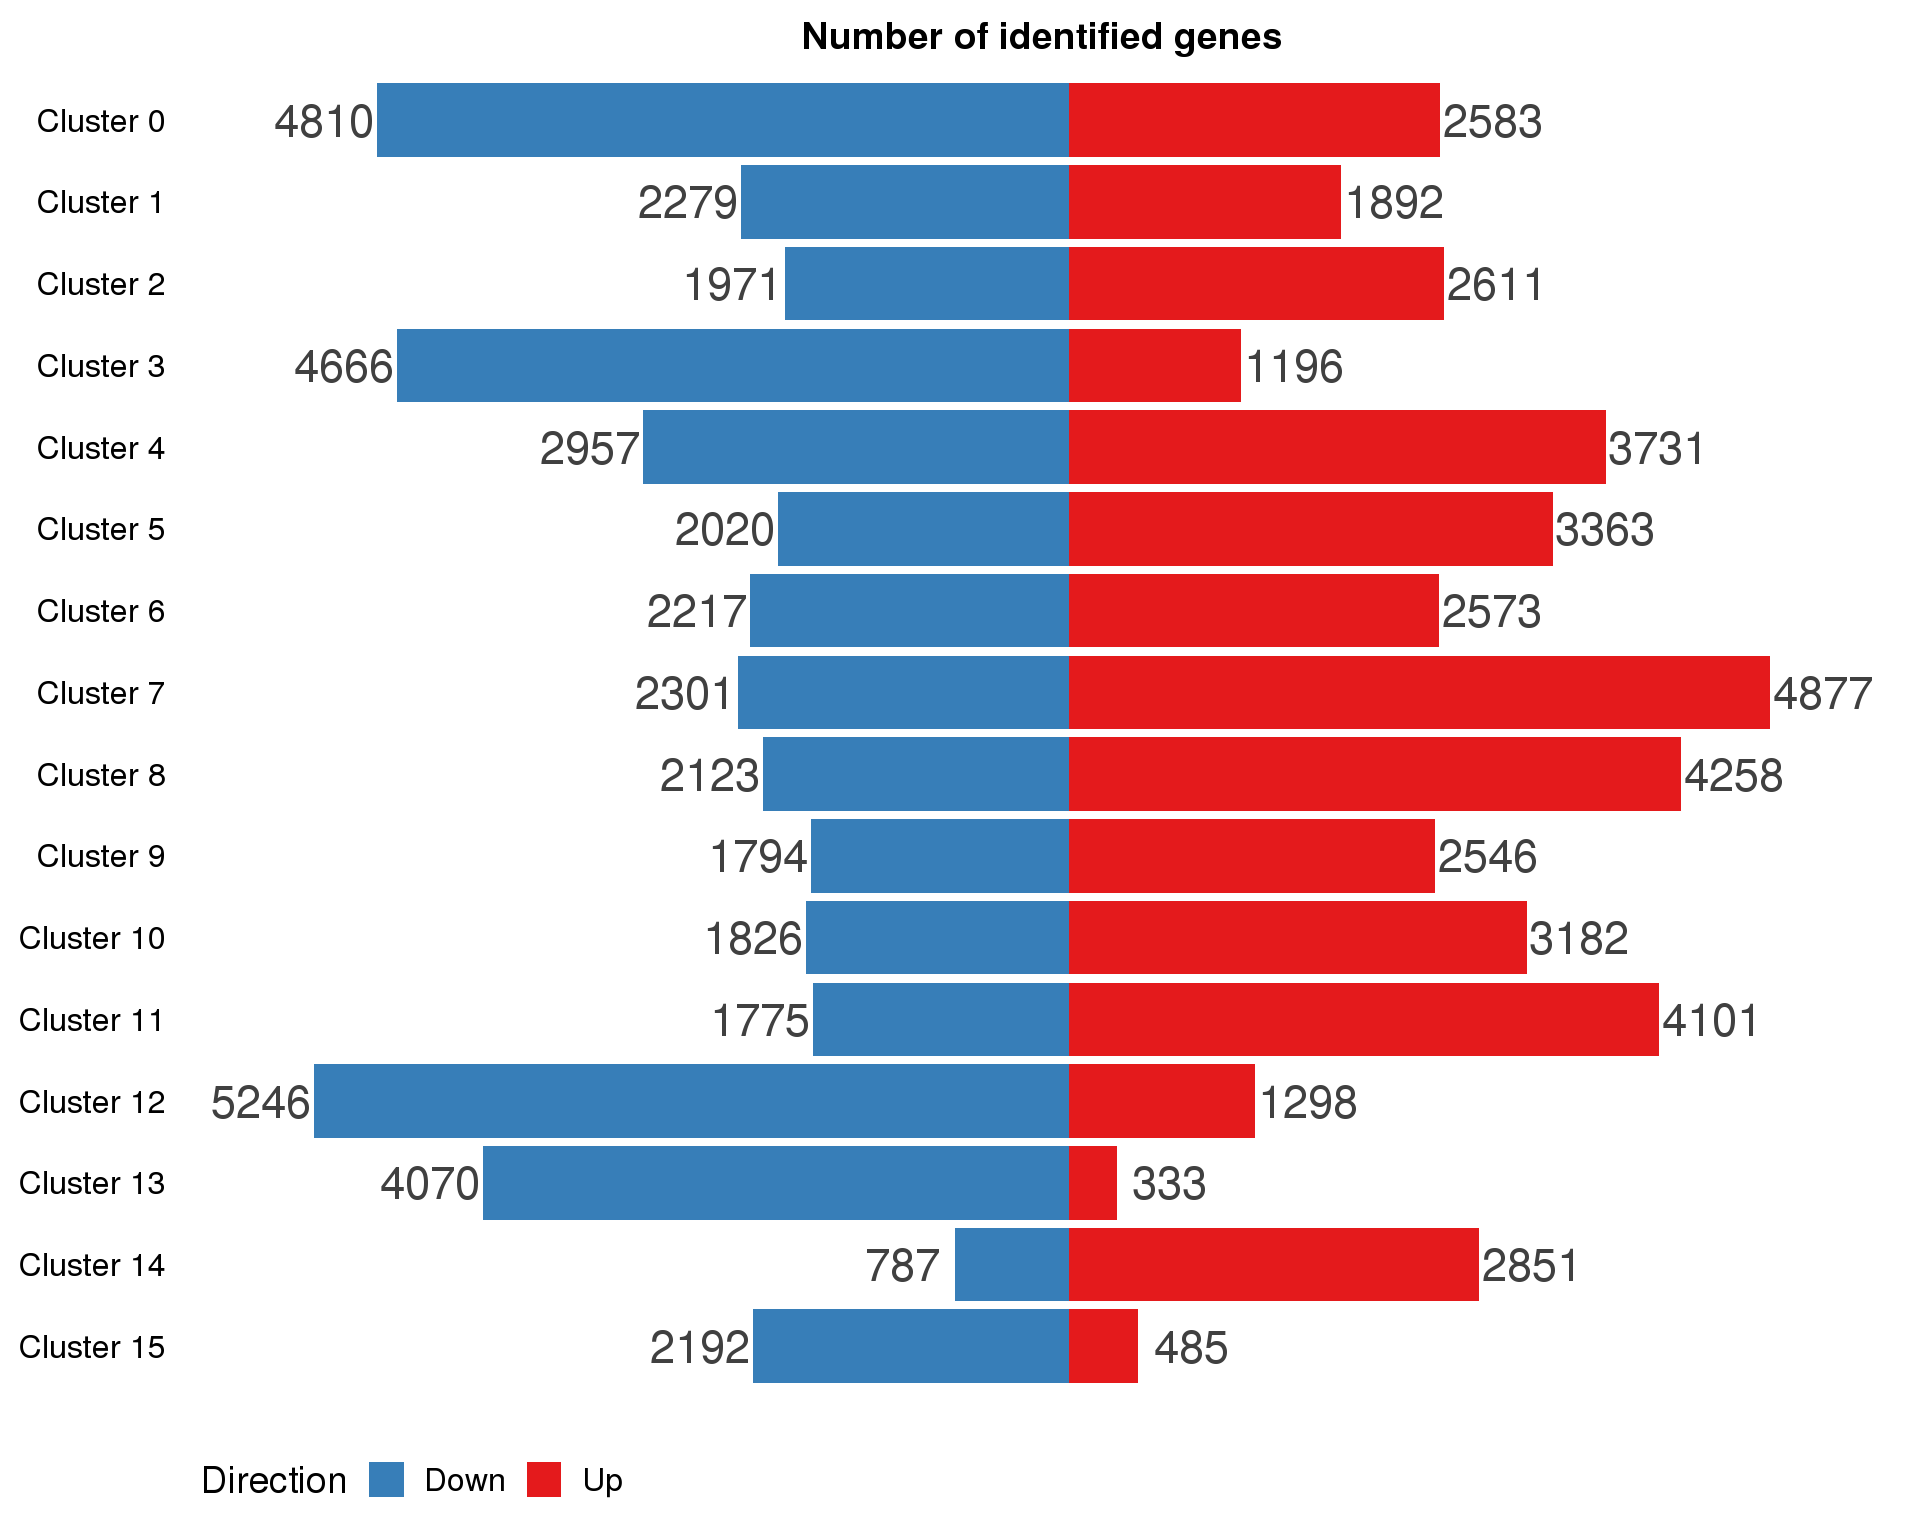 Number of identified genes
Cluster 0 4810 2583
Cluster 1 2279 1892
Cluster 2 1971 2611
Cluster 3 4666 1196
Cluster 4 2957 3731
Cluster 5 2020 3363
Cluster 6 2217 2573
Cluster 7 2301 4877
Cluster 8 2123 4258
Cluster 9 1794 2546
Cluster 10 1826 3182
Cluster 11 1775 4101
Cluster 12 5246 1298
Cluster 13 4070 333
Cluster 14 787 2851
Cluster 15 2192 485
Direction Down Up